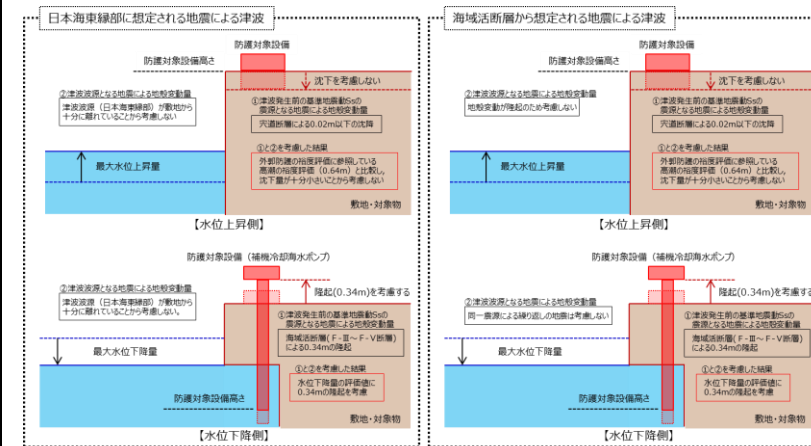 日本海東縁部に想定される地震による津波
防護対象設備
防護対象設備高さ
沈下を考慮しない
②津波波源となる地震による地殻変動量
津波波源（日本海東縁部）が敷地から
十分に離れていることから考慮しない
①津波発生前の基準地震動Ssの
震源となる地震による地殻変動量
宍道断層による0.02m以下の沈降
①と②を考慮した結果
外郭防護の裕度評価に参照している
高潮の裕度評価（0.64m）と比較し、
沈下量が十分小さいことから考慮しない
最大水位上昇量
敷地・対象物
【水位上昇側】
防護対象設備（補機冷却海水ポンプ）
隆起(0.34m)を考慮する
②津波波源となる地震による地殻変動量
津波波源（日本海東縁部）が敷地から
十分に離れていることから考慮しない。
①津波発生前の基準地震動Ssの
震源となる地震による地殻変動量
海域活断層(Ｆ-Ⅲ～Ｆ-Ⅴ断層)
による0.34mの隆起
①と②を考慮した結果
水位下降量の評価値に
0.34mの隆起を考慮
最大水位下降量
防護対象設備高さ
敷地・対象物
【水位下降側】
海域活断層から想定される地震による津波
防護対象設備
防護対象設備高さ
沈下を考慮しない
②津波波源となる地震による地殻変動量
地殻変動が隆起のため考慮しない
①津波発生前の基準地震動Ssの
震源となる地震による地殻変動量
宍道断層による0.02m以下の沈降
①と②を考慮した結果
外郭防護の裕度評価に参照している
高潮の裕度評価（0.64m）と比較し、
沈下量が十分小さいことから考慮しない
最大水位上昇量
敷地・対象物
【水位上昇側】
防護対象設備（補機冷却海水ポンプ）
隆起(0.34m)を考慮する
②津波波源となる地震による地殻変動量
同一震源による繰り返しの地震は考慮しない
①津波発生前の基準地震動Ssの
震源となる地震による地殻変動量
海域活断層(Ｆ-Ⅲ～Ｆ-Ⅴ断層)
による0.34mの隆起
①と②を考慮した結果
水位下降量の評価値に
0.34mの隆起を考慮
最大水位下降量
防護対象設備高さ
敷地・対象物
【水位下降側】